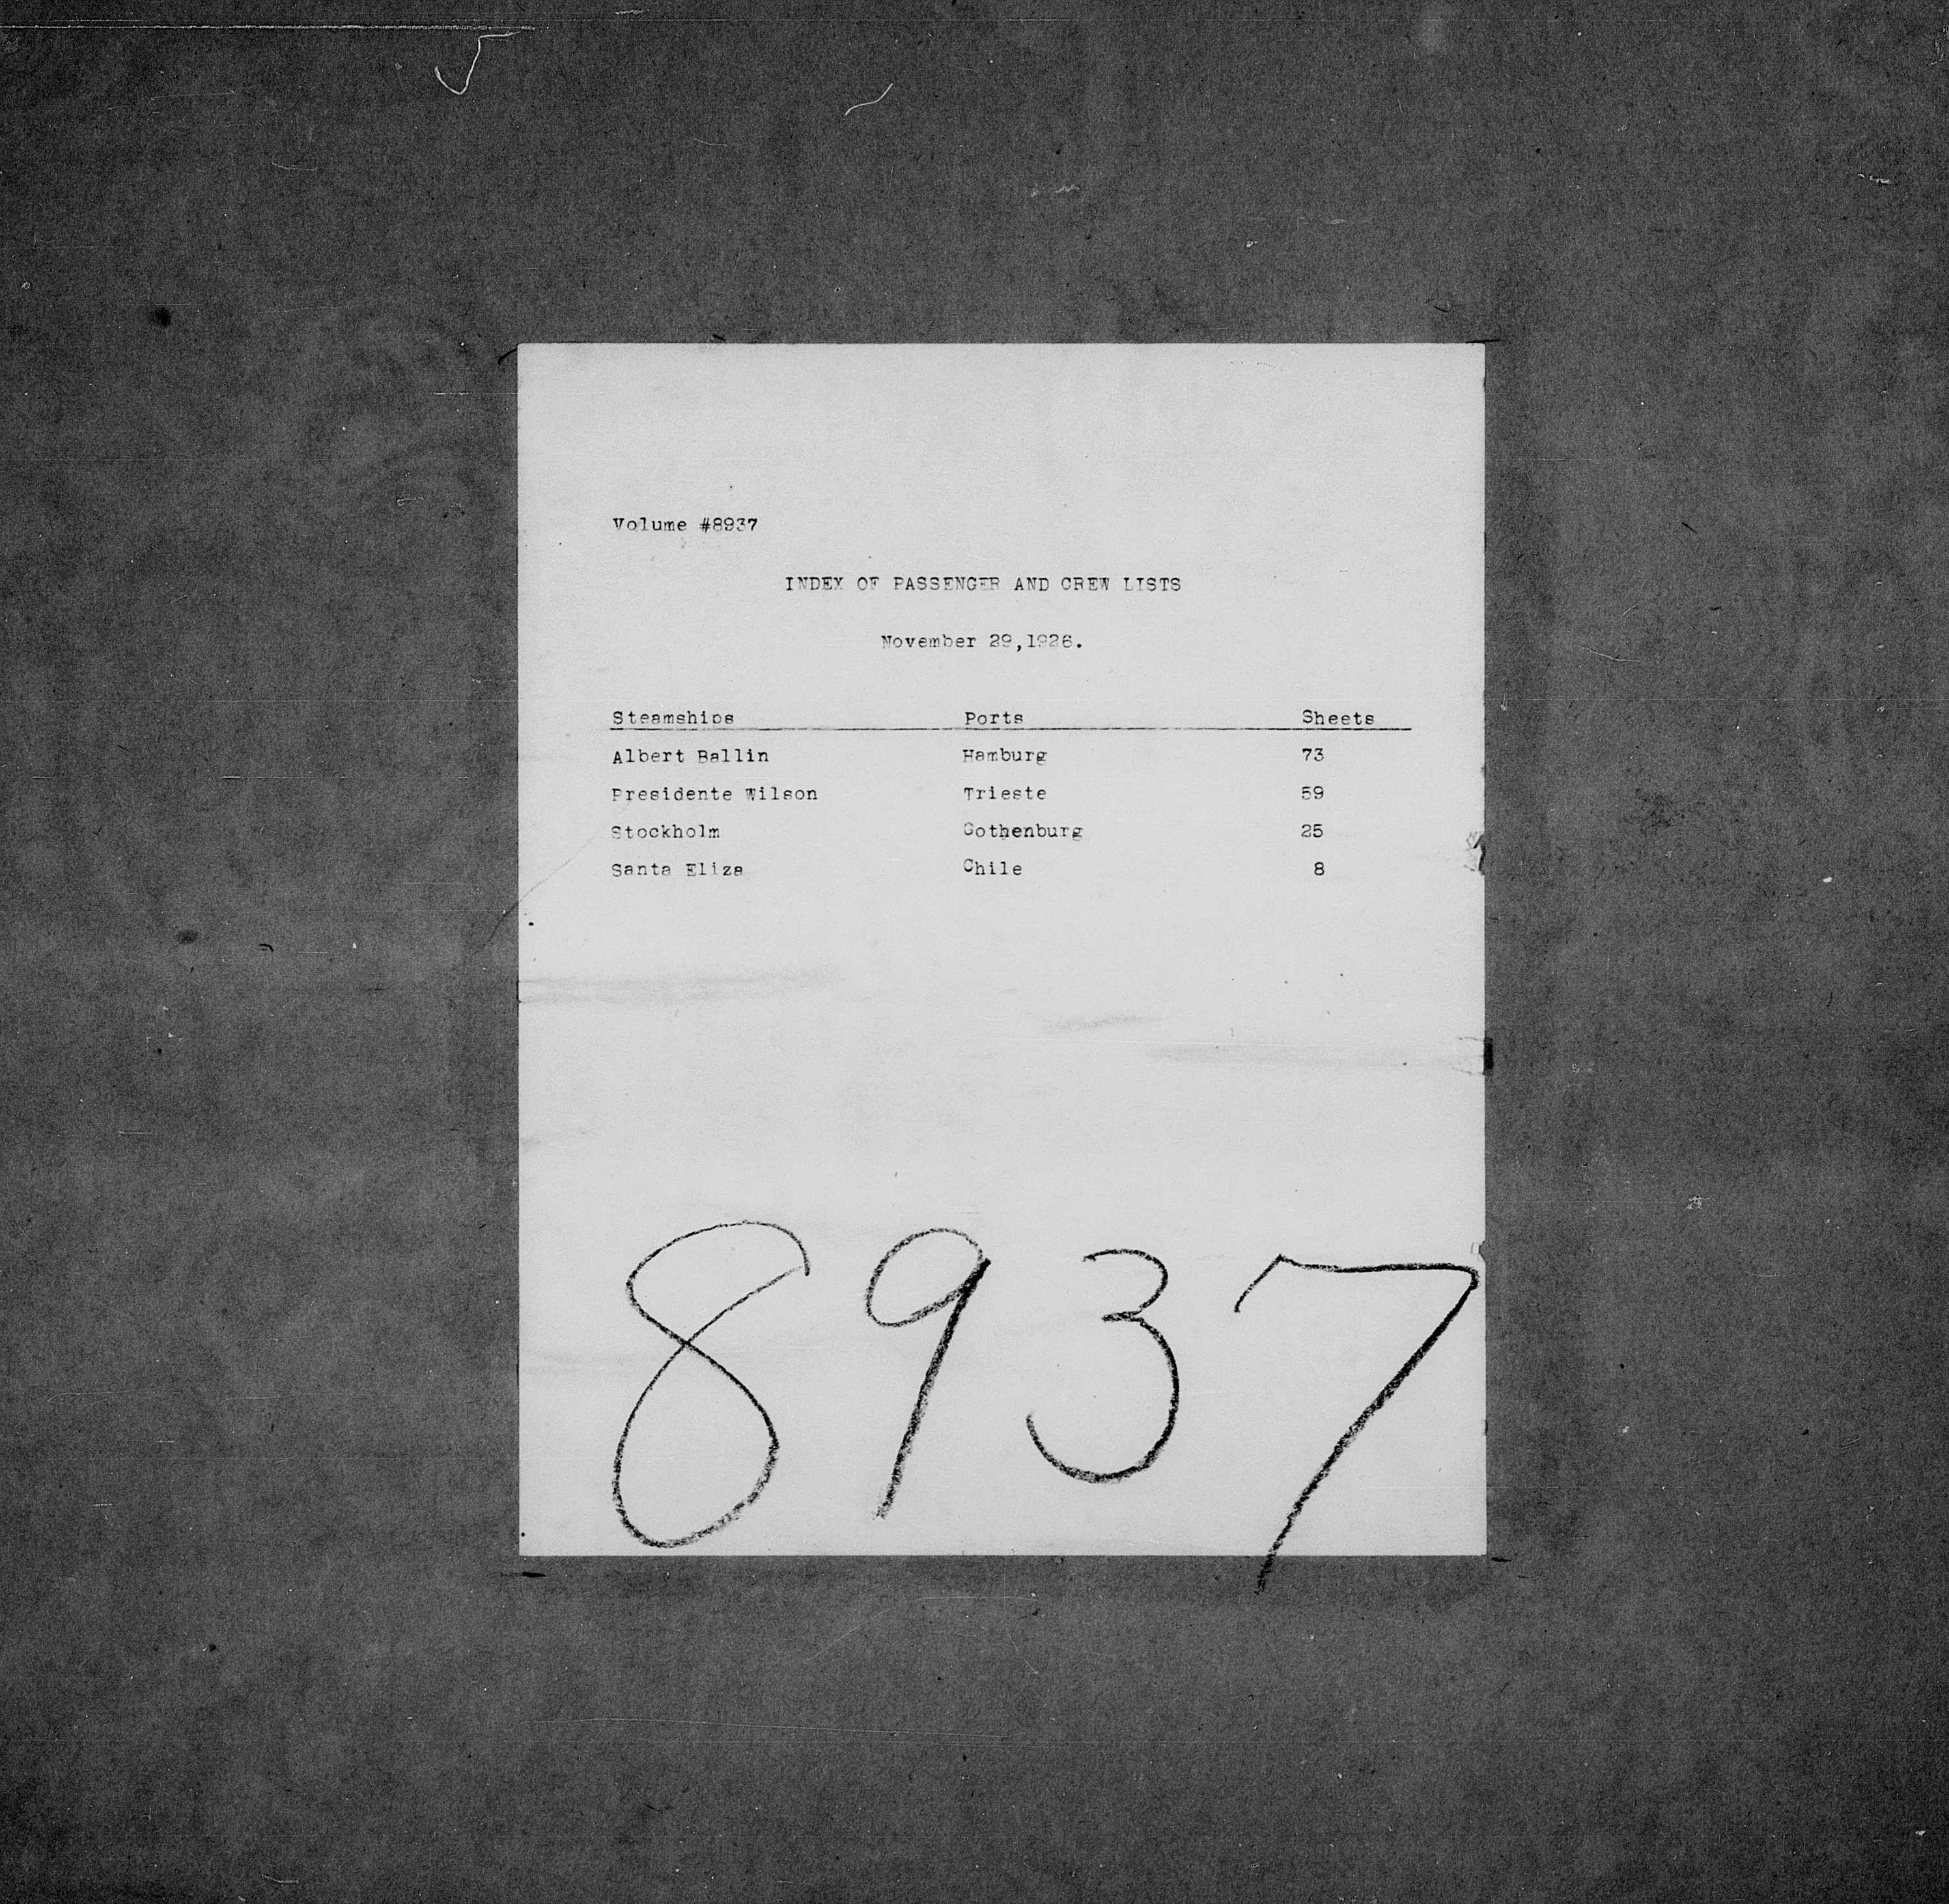 Volume #8937
INDEX OF PASSENGER AND CREW LISTS
November 29,1926.
Steamships Ports Sheets
Albert Ballin Hamburg 73
Presidente Wilson Trieste 59
Stockholm Gothenburg 25
Santa Eliza Chile 8
8937